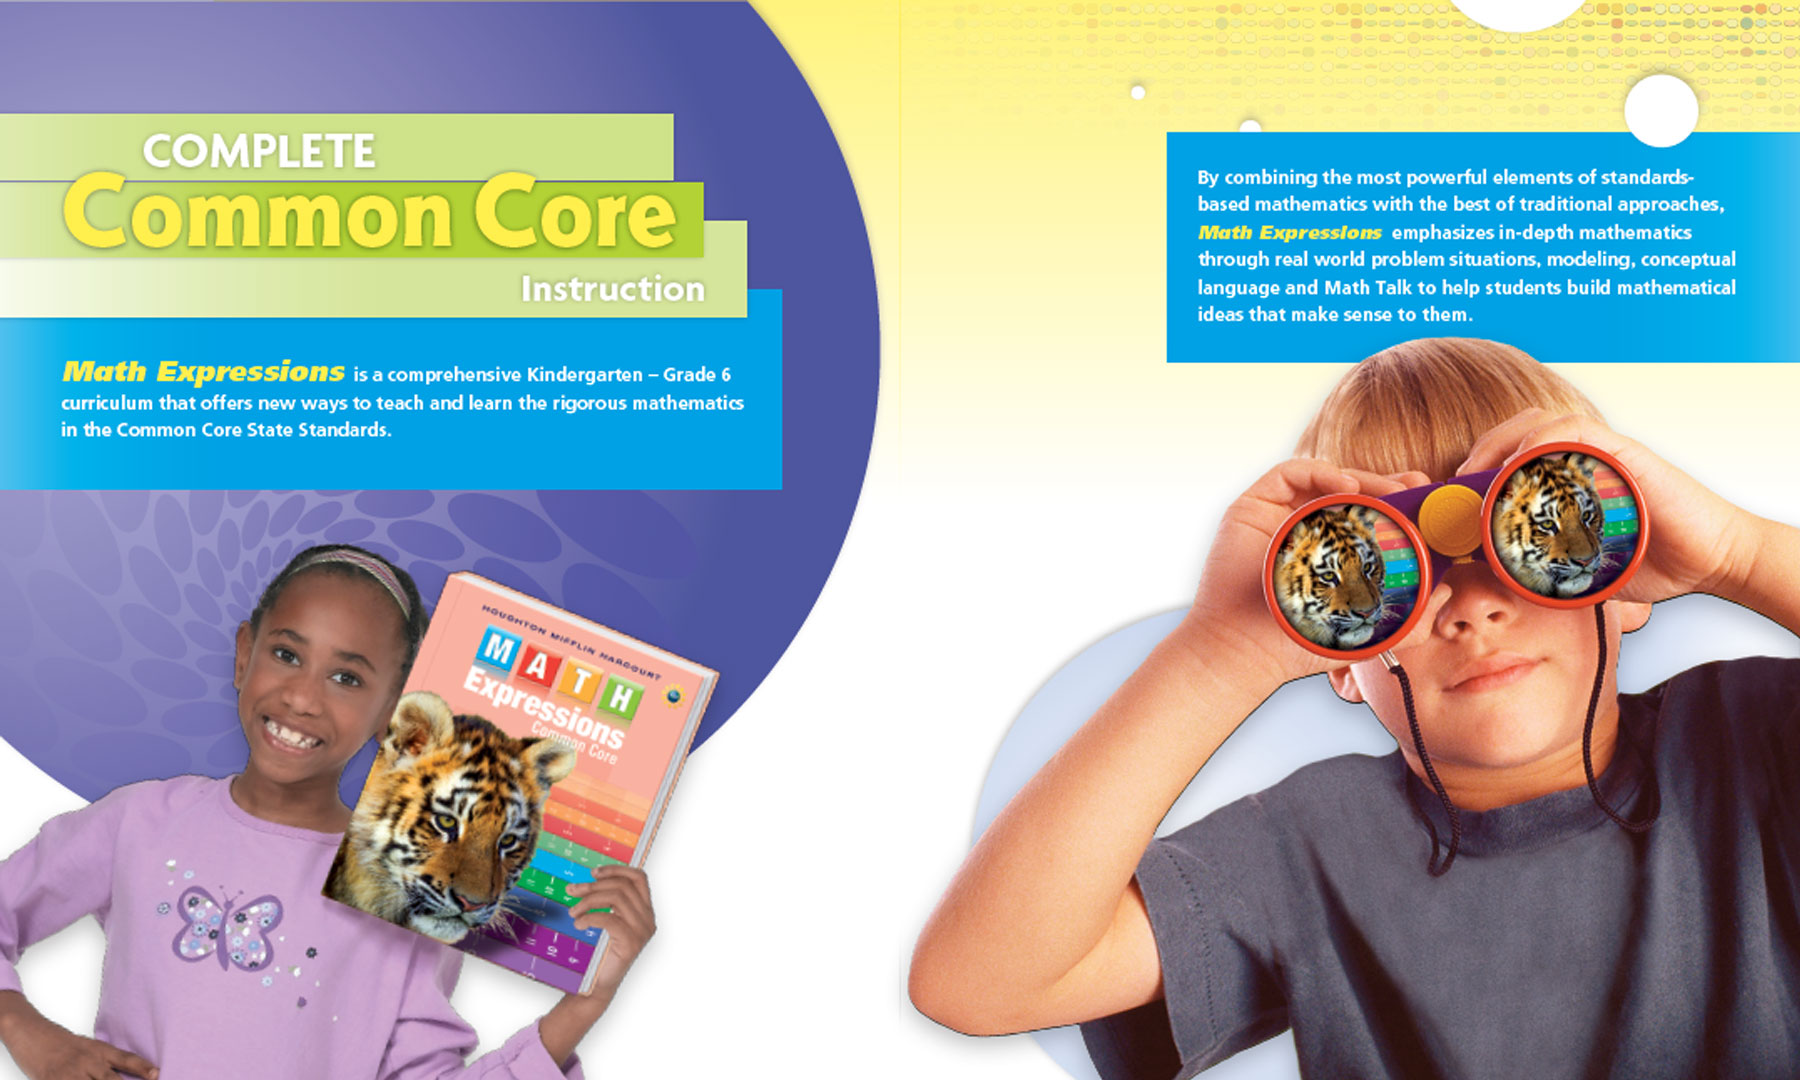 COMPLETE
Common Core
Instruction
Math Expressions is a comprehensive Kindergarten – Grade 6
curriculum that offers new ways to teach and learn the rigorous mathematics
in the Common Core State Standards.
HOUGHTON MIFFLIN HARCOURT
MATH
Expressions
Common Core
By combining the most powerful elements of standards-
based mathematics with the best of traditional approaches,
Math Expressions emphasizes in-depth mathematics
through real world problem situations, modeling, conceptual
language and Math Talk to help students build mathematical
ideas that make sense to them.